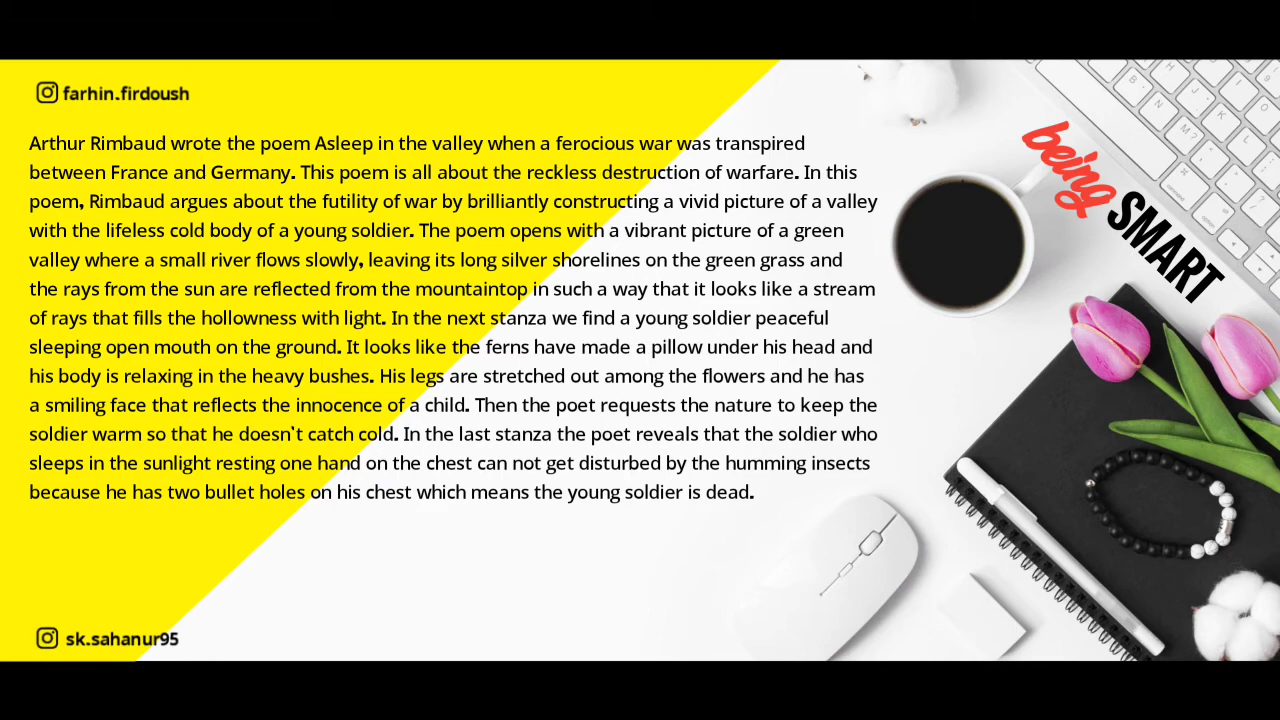 farhin.firdoush
Arthur Rimbaud wrote the poem Asleep in the valley when a ferocious war was transpired
between France and Germany. This poem is all about the reckless destruction of warfare. In this
poem, Rimbaud argues about the futility of war by brilliantly constructing a vivid picture of a valley
with the lifeless cold body of a young soldier. The poem opens with a vibrant picture of a green
valley where a small river flows slowly, leaving its long silver shorelines on the green grass and
the rays from the sun are reflected from the mountaintop in such a way that it looks like a stream
of rays that fills the hollowness with light. In the next stanza we find a young soldier peaceful
sleeping open mouth on the ground. It looks like the ferns have made a pillow under his head and
his body is relaxing in the heavy bushes. His legs are stretched out among the flowers and he has
a smiling face that reflects the innocence of a child. Then the poet requests the nature to keep the
soldier warm so that he doesn't catch cold. In the last stanza the poet reveals that the soldier who
sleeps in the sunlight resting one hand on the chest can not get disturbed by the humming insects
because he has two bullet holes on his chest which means the young soldier is dead.
being
SMART
sk.sahanur95